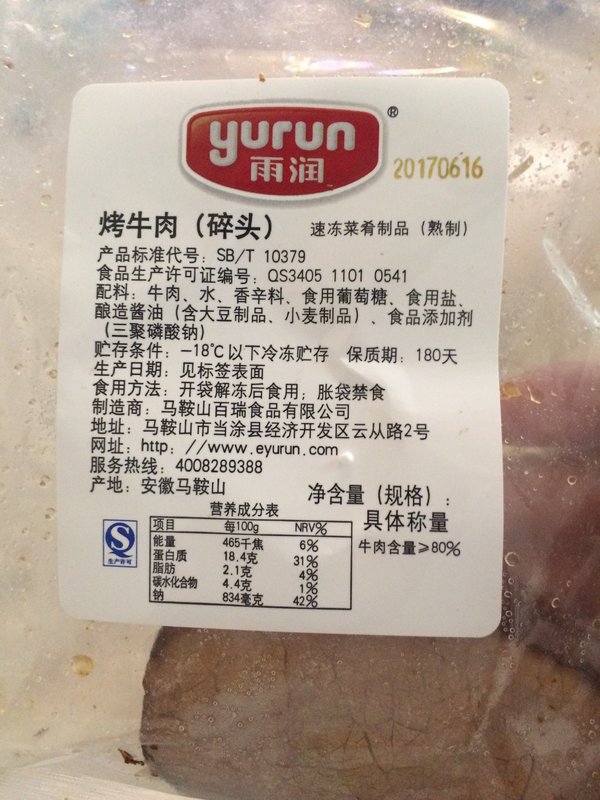 yurun®
雨润
20170616
烤牛肉（碎头） 速冻菜肴制品（熟制）
产品标准代号：SB/T 10379
食品生产许可证编号：QS3405 1101 0541
配料：牛肉、水、香辛料、食用葡萄糖、食用盐、
酿造酱油（含大豆制品、小麦制品）、食品添加剂
（三聚磷酸钠）
贮存条件：-18℃以下冷冻贮存 保质期：180天
生产日期：见标签表面
食用方法：开袋解冻后食用；胀袋禁食
制造商：马鞍山百瑞食品有限公司
地址：马鞍山市当涂县经济开发区云从路2号
网址：http：//www.eyurun.com
服务热线：4008289388
产地：安徽马鞍山
净含量（规格）：
具体称量
牛肉含量≥80%
营养成分表
项目 每100g NRV%
能量 465千焦 6%
蛋白质 18.4克 31%
脂肪 2.1克 4%
碳水化合物 4.4克 1%
钠 834毫克 42%
生产许可